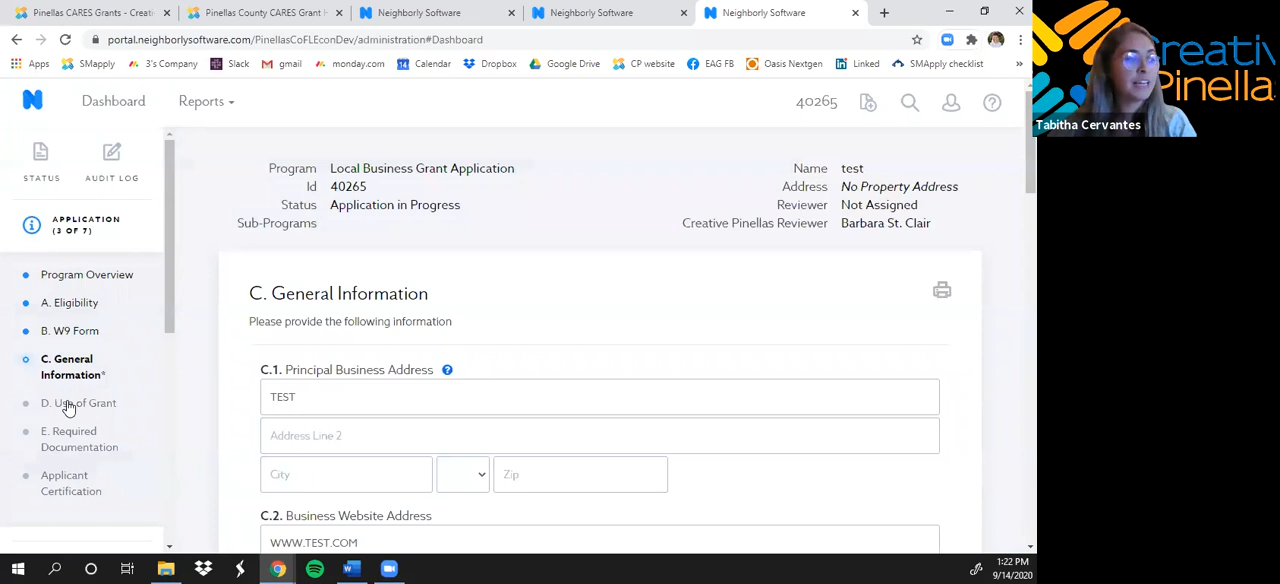 Pinellas CARES Grants - Creati
Pinellas County CARES Grant H
Neighborly Software
Neighborly Software
Neighborly Software
portal.neighborlysoftware.com/PinellasCoFLEconDev/administration#Dashboard
Apps
SMapply
3's Company
Slack
gmail
monday.com
Calendar
Dropbox
Google Drive
CP website
EAG FB
Oasis Nextgen
Linked
SMApply checklist
»
Dashboard
Reports
40265
STATUS
AUDIT LOG
APPLICATION
(3 OF 7)
Program Overview
A. Eligibility
B. W9 Form
C. General
Information*
D. Use of Grant
E. Required
Documentation
Applicant
Certification
Program Local Business Grant Application
Id 40265
Status Application in Progress
Sub-Programs
Name test
Address No Property Address
Reviewer Not Assigned
Creative Pinellas Reviewer Barbara St. Clair
C. General Information
Please provide the following information
C.1. Principal Business Address
TEST
Address Line 2
City
Zip
C.2. Business Website Address
WWW.TEST.COM
1:22 PM
9/14/2020
Creativ
Pinella
Tabitha Cervantes